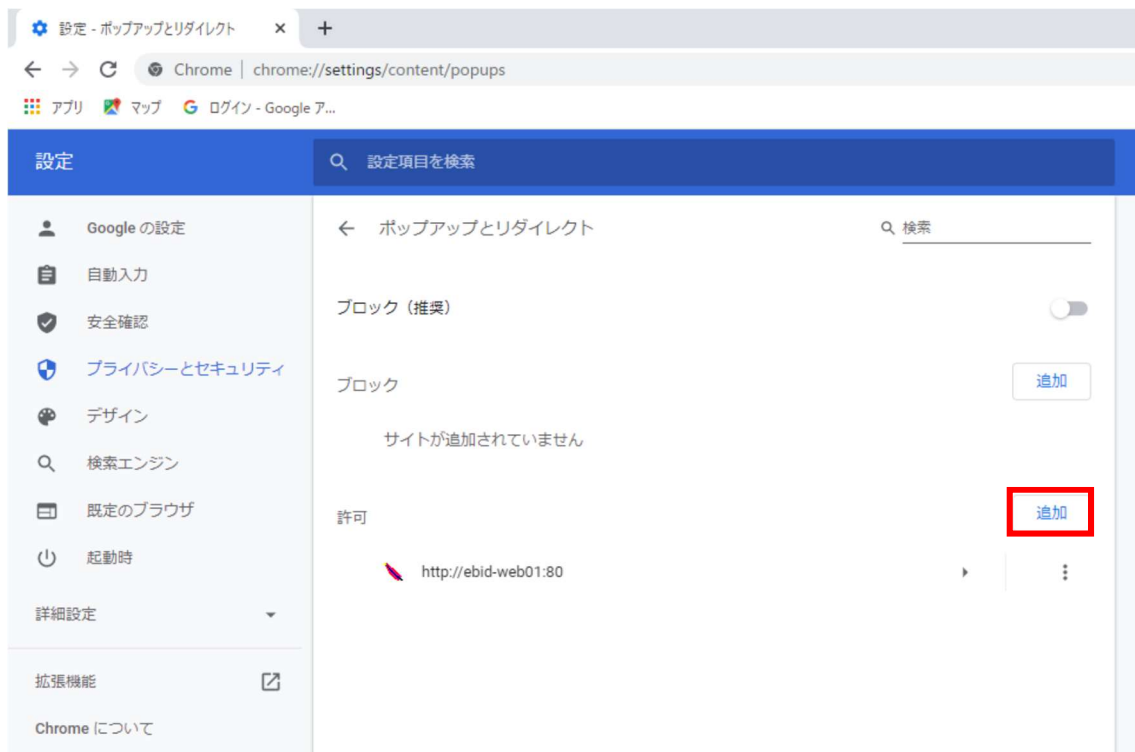 設定 - ポップアップとリダイレクト
Chrome | chrome://settings/content/popups
アプリ マップ ログイン - Google ア...
設定
設定項目を検索
Google の設定
自動入力
安全確認
プライバシーとセキュリティ
デザイン
検索エンジン
既定のブラウザ
起動時
詳細設定
拡張機能
Chrome について
ポップアップとリダイレクト
検索
ブロック（推奨）
ブロック
追加
サイトが追加されていません
許可
追加
http://ebid-web01:80